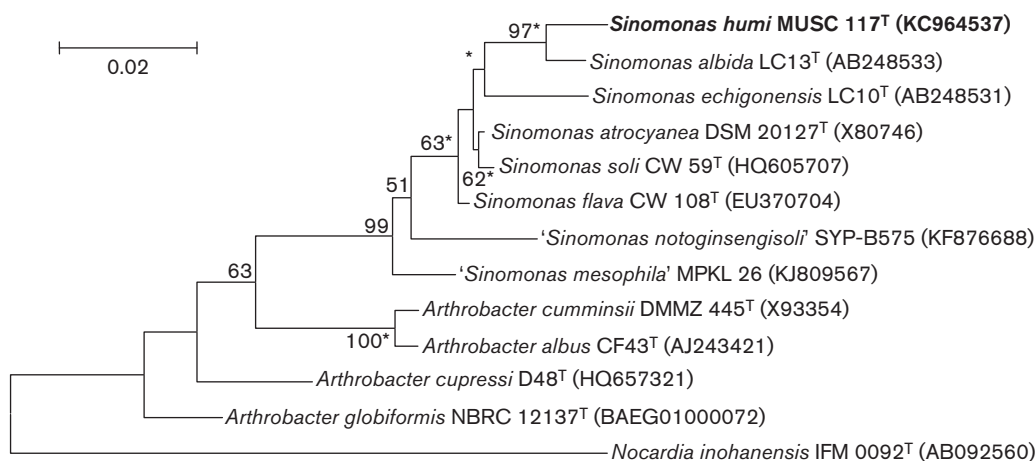 97*
Sinomonas humi MUSC 117ᵀ (KC964537)
0.02
*
Sinomonas albida LC13ᵀ (AB248533)
Sinomonas echigonensis LC10ᵀ (AB248531)
63*
Sinomonas atrocyanea DSM 20127ᵀ (X80746)
Sinomonas soli CW 59ᵀ (HQ605707)
62*
51
Sinomonas flava CW 108ᵀ (EU370704)
99
‘Sinomonas notoginsengisoli’ SYP-B575 (KF876688)
63
‘Sinomonas mesophila’ MPKL 26 (KJ809567)
Arthrobacter cumminsii DMMZ 445ᵀ (X93354)
100*
Arthrobacter albus CF43ᵀ (AJ243421)
Arthrobacter cupressi D48ᵀ (HQ657321)
Arthrobacter globiformis NBRC 12137ᵀ (BAEG01000072)
Nocardia inohanensis IFM 0092ᵀ (AB092560)